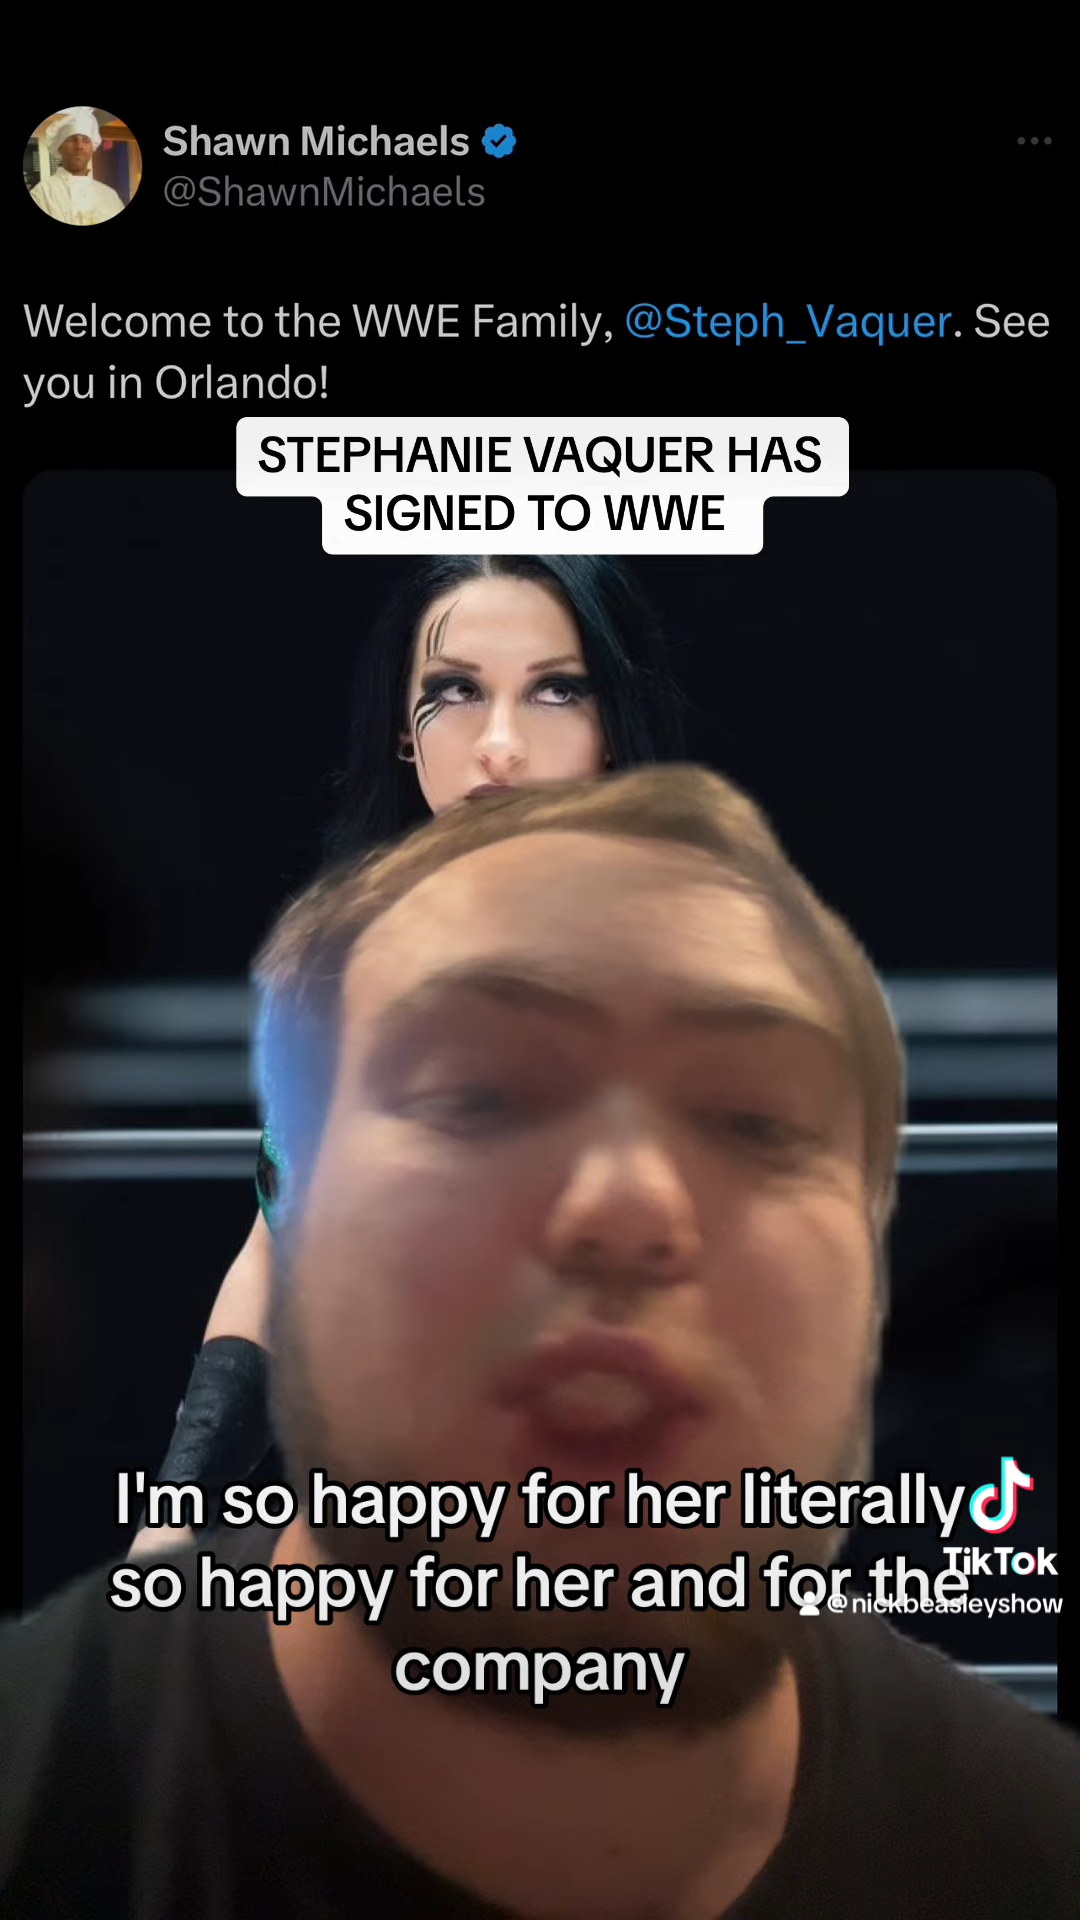 Shawn Michaels
@ShawnMichaels
Welcome to the WWE Family, @Steph_Vaquer. See
you in Orlando!
STEPHANIE VAQUER HAS
SIGNED TO WWE
I'm so happy for her literally
so happy for her and for the
company
TikTok
@nickbeasleyshow